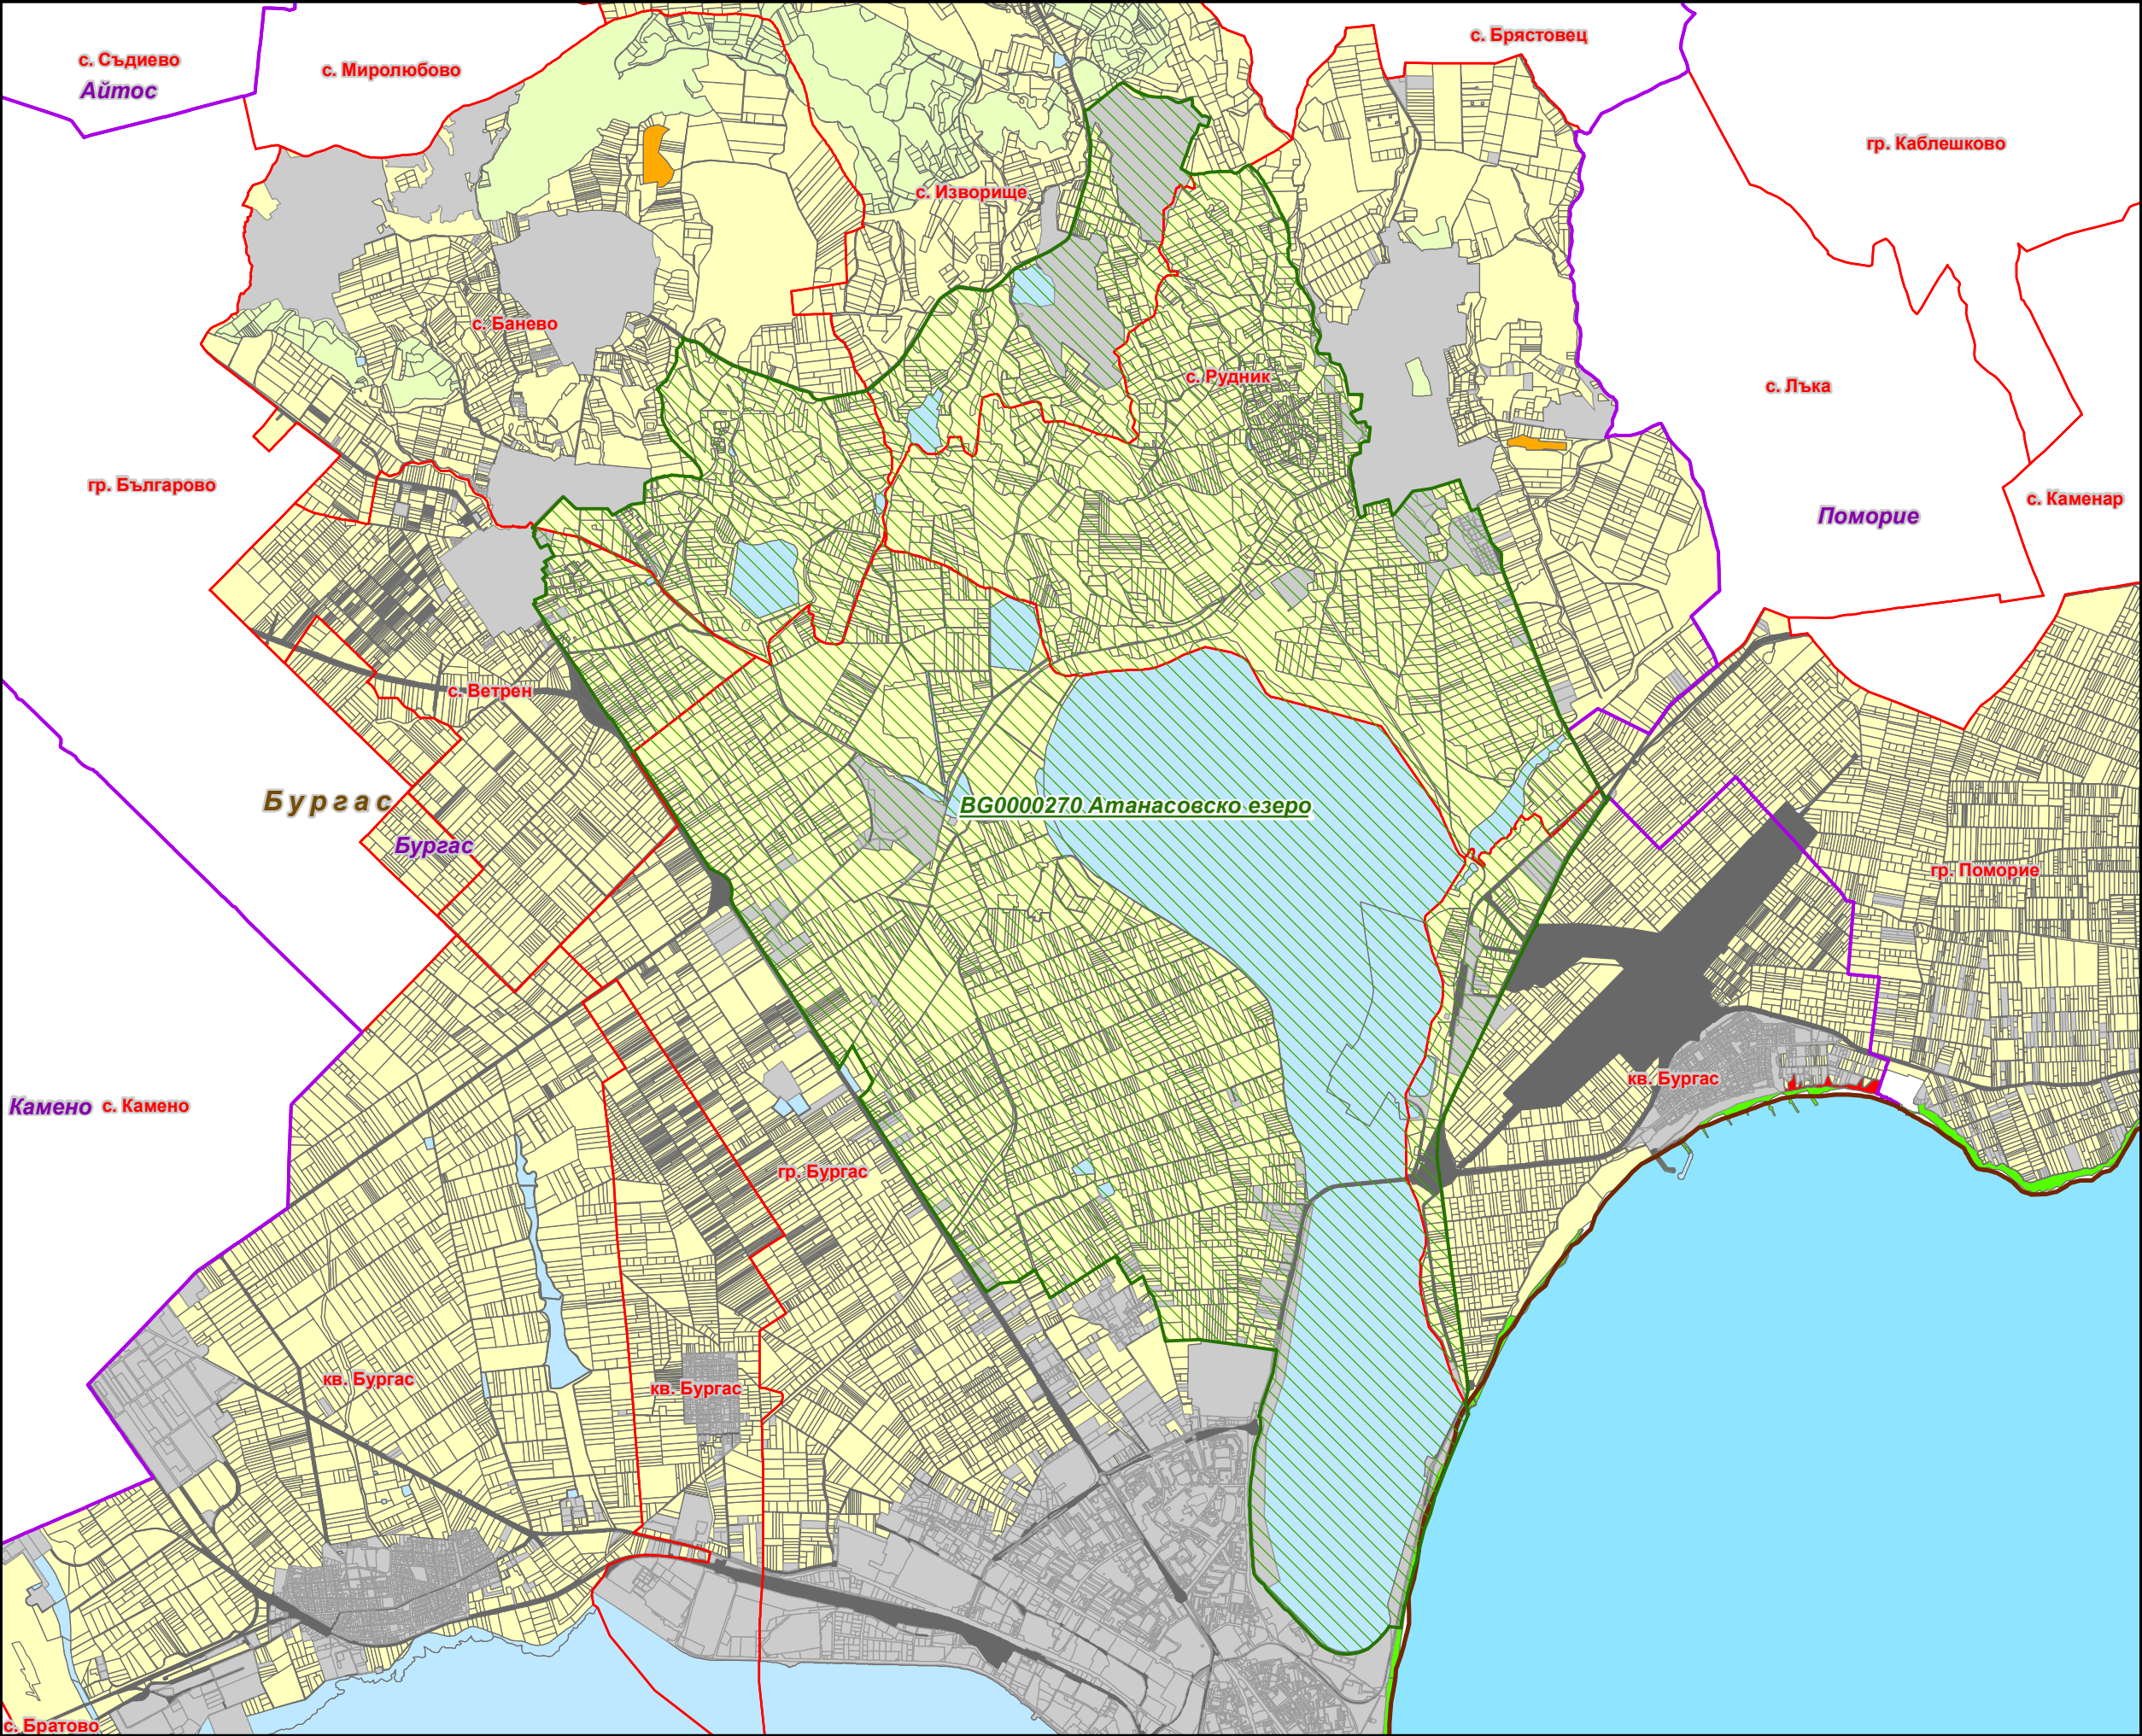 с. Брястовец
с. Съдиево
с. Миролюбово
Айтос
гр. Каблешково
с. Изворище
с. Банево
с. Рудник
с. Лъка
гр. Българово
с. Каменар
Поморие
с. Ветрен
Бургас
BG0000270 Атанасовско езеро
Бургас
гр. Поморие
кв. Бургас
Камено с. Камено
гр. Бургас
кв. Бургас
кв. Бургас
с. Братово